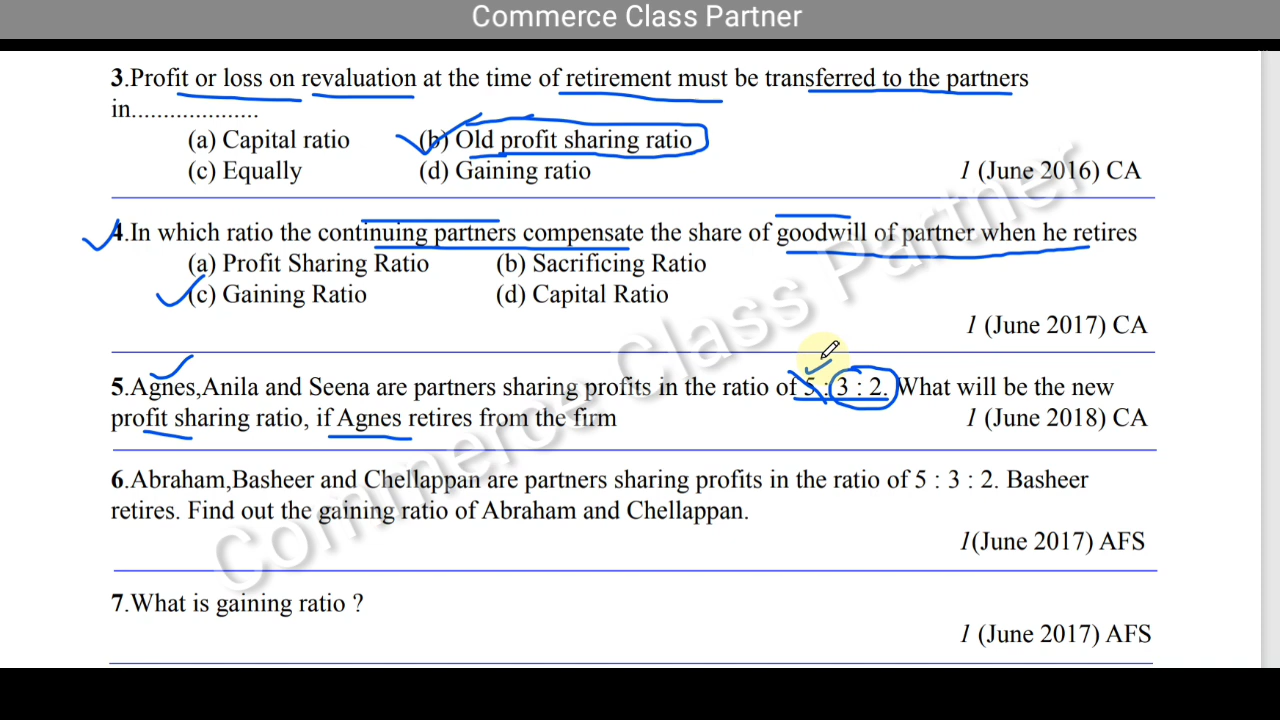 Commerce Class Partner
3.Profit or loss on revaluation at the time of retirement must be transferred to the partners
in...................
(a) Capital ratio (b) Old profit sharing ratio
(c) Equally (d) Gaining ratio 1 (June 2016) CA
4.In which ratio the continuing partners compensate the share of goodwill of partner when he retires
(a) Profit Sharing Ratio (b) Sacrificing Ratio
(c) Gaining Ratio (d) Capital Ratio
1 (June 2017) CA
5.Agnes,Anila and Seena are partners sharing profits in the ratio of 5 : 3 : 2. What will be the new
profit sharing ratio, if Agnes retires from the firm 1 (June 2018) CA
6.Abraham,Basheer and Chellappan are partners sharing profits in the ratio of 5 : 3 : 2. Basheer
retires. Find out the gaining ratio of Abraham and Chellappan.
1(June 2017) AFS
7.What is gaining ratio ?
1 (June 2017) AFS
Commerce Class Partner